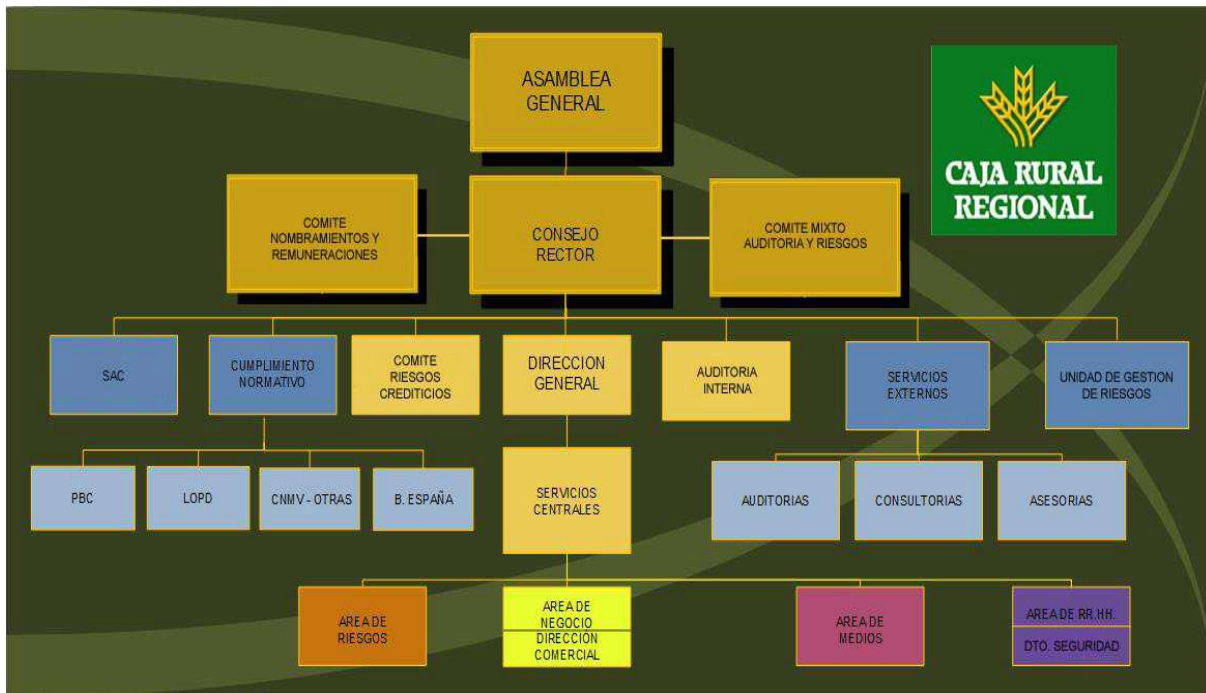 ASAMBLEA
GENERAL
CAJA RURAL
REGIONAL
COMITE
NOMBRAMIENTOS Y
REMUNERACIONES
CONSEJO
RECTOR
COMITE MIXTO
AUDITORIA Y RIESGOS
SAC
CUMPLIMIENTO
NORMATIVO
COMITE
RIESGOS
CREDITICIOS
DIRECCION
GENERAL
AUDITORIA
INTERNA
SERVICIOS
EXTERNOS
UNIDAD DE GESTION
DE RIESGOS
PBC
LOPD
CNMV - OTRAS
B. ESPAÑA
SERVICIOS
CENTRALES
AUDITORIAS
CONSULTORIAS
ASESORIAS
AREA DE
RIESGOS
AREA DE
NEGOCIO
DIRECCIÓN
COMERCIAL
AREA DE
MEDIOS
AREA DE RR.HH.
DTO. SEGURIDAD